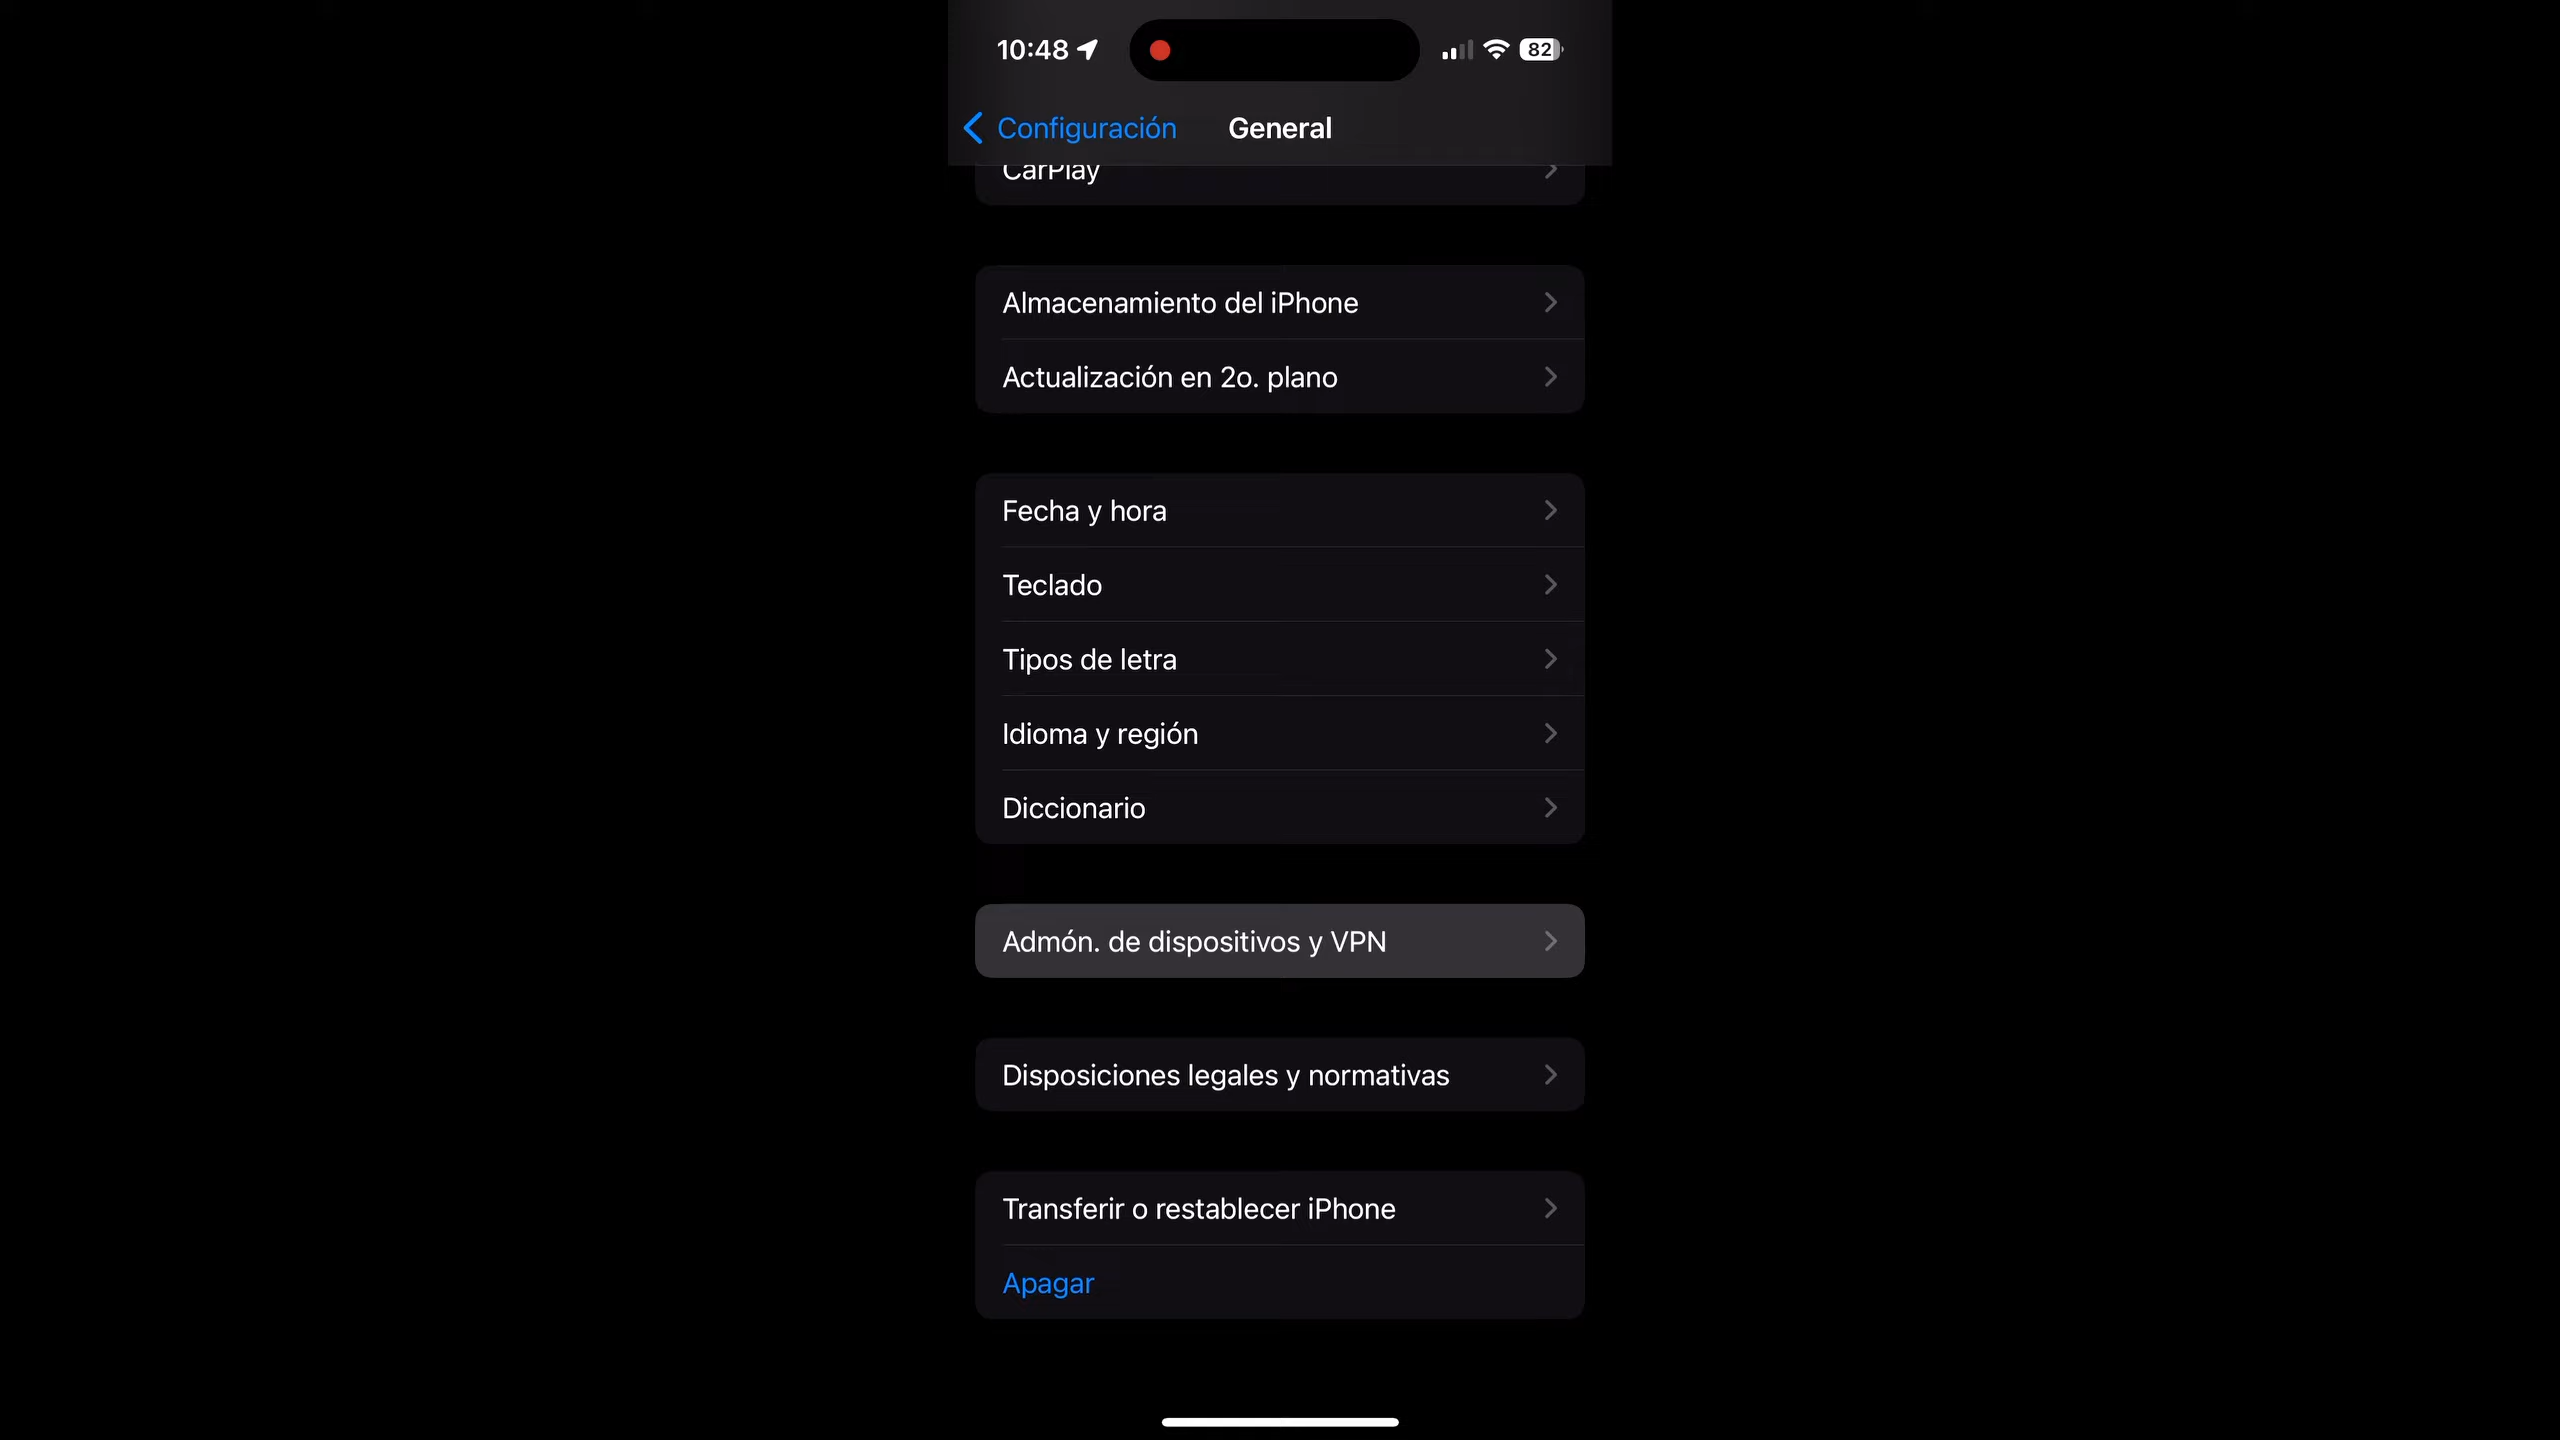 10:48
82
Configuración
General
CarPlay
Almacenamiento del iPhone
Actualización en 2o. plano
Fecha y hora
Teclado
Tipos de letra
Idioma y región
Diccionario
Admón. de dispositivos y VPN
Disposiciones legales y normativas
Transferir o restablecer iPhone
Apagar